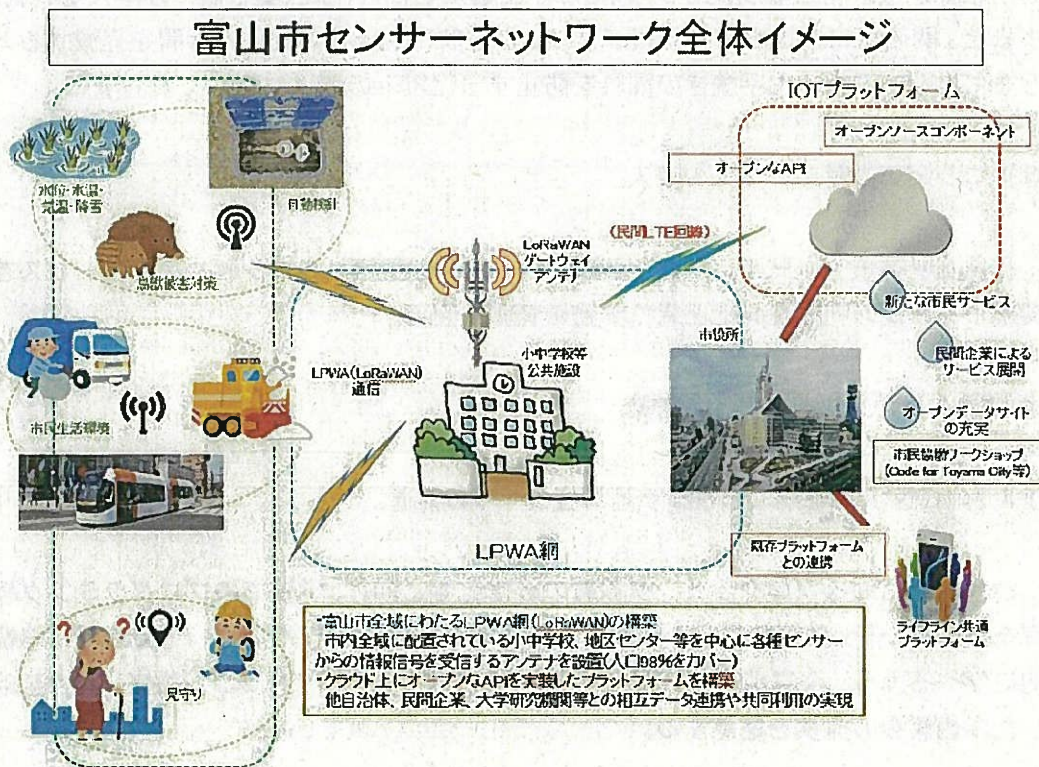 富山市センサーネットワーク全体イメージ
水位・水温・
気温・降雪
自動検針
鳥獣被害対策
市民生活環境
見守り
LPWA(LoRaWAN)
通信
LoRaWAN
ゲートウェイ
アンテナ
小中学校等
公共施設
LPWA網
(民間LTE回線)
市役所
IOTプラットフォーム
オープンソースコンポーネント
オープンなAPI
新たな市民サービス
民間企業による
サービス展開
オープンデータサイト
の充実
市民協働ワークショップ
(Code for Toyama City等)
既存プラットフォーム
との連携
ライフライン共通
プラットフォーム
・富山市全域にわたるLPWA網(LoRaWAN)の構築
市内全域に配置されている小中学校、地区センター等を中心に各種センサー
からの情報信号を受信するアンテナを設置(人口98%をカバー)
・クラウド上にオープンなAPIを実装したプラットフォームを構築
他自治体、民間企業、大学研究機関等との相互データ連携や共同利用の実現
? ?